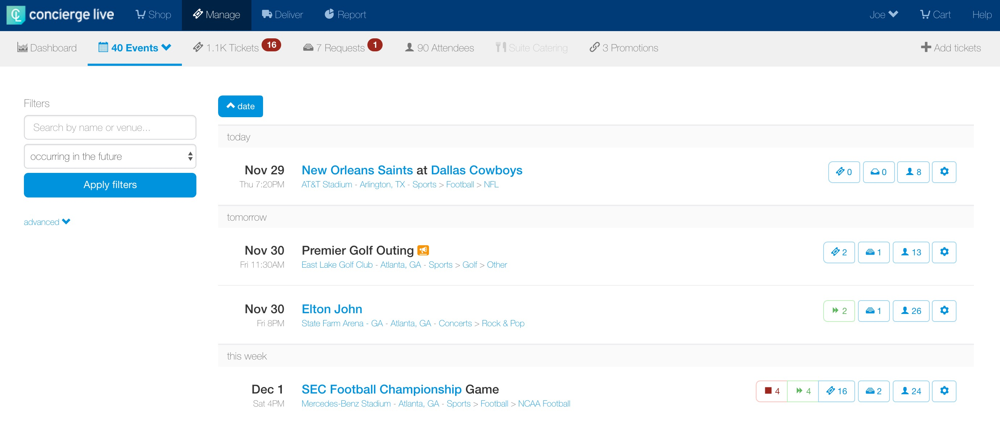 concierge live Shop Manage Deliver Report Joe Cart Help
Dashboard 40 Events 1.1K Tickets 16 7 Requests 1 90 Attendees Suite Catering 3 Promotions Add tickets
Filters
Search by name or venue...
occurring in the future
Apply filters
advanced
date
today
Nov 29 New Orleans Saints at Dallas Cowboys 0 0 8
Thu 7:20PM AT&T Stadium - Arlington, TX - Sports > Football > NFL
tomorrow
Nov 30 Premier Golf Outing 2 1 13
Fri 11:30AM East Lake Golf Club - Atlanta, GA - Sports > Golf > Other
Nov 30 Elton John 2 1 26
Fri 8PM State Farm Arena - GA - Atlanta, GA - Concerts > Rock & Pop
this week
Dec 1 SEC Football Championship Game 4 4 16 2 24
Sat 4PM Mercedes-Benz Stadium - Atlanta, GA - Sports > Football > NCAA Football